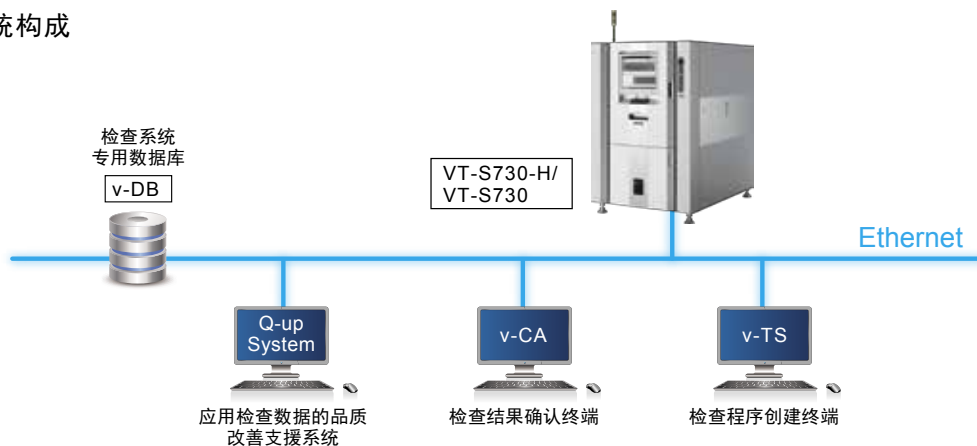 统构成
检查系统
专用数据库
v-DB
VT-S730-H/
VT-S730
Ethernet
Q-up
System
v-CA
v-TS
应用检查数据的品质
改善支援系统
检查结果确认终端
检查程序创建终端